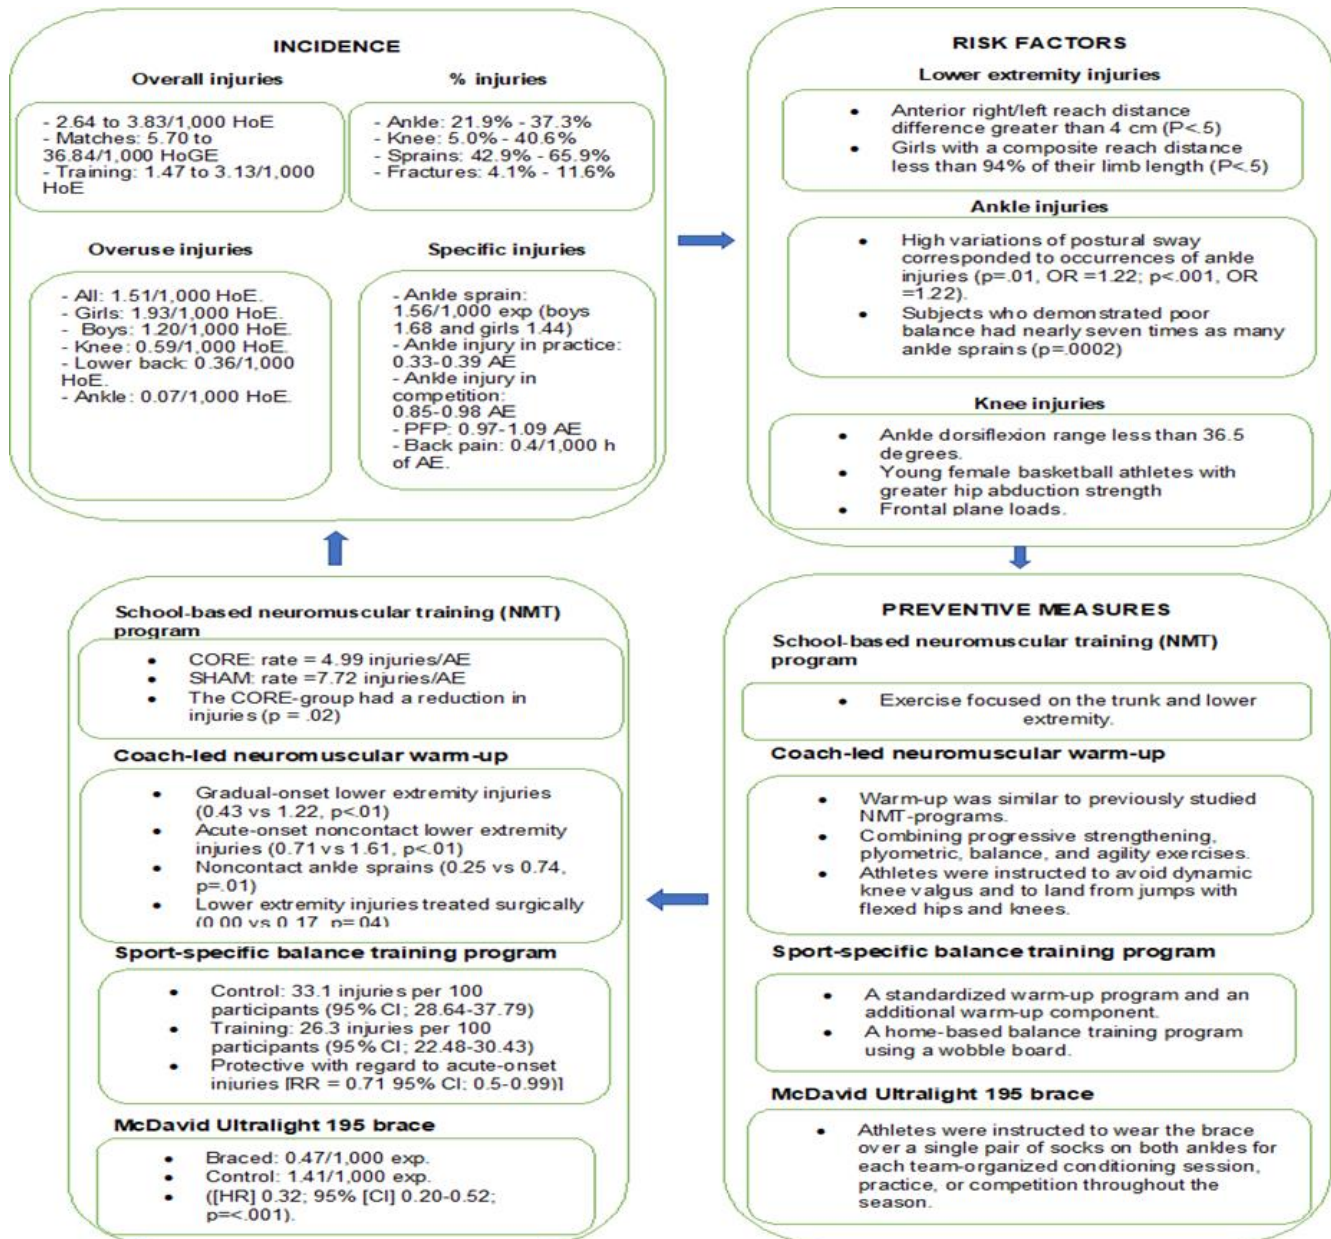 INCIDENCE
Overall injuries
- 2.64 to 3.83/1,000 HoE
- Matches: 5.70 to
36.84/1,000 HoGE
- Training: 1.47 to 3.13/1,000
HoE
% injuries
- Ankle: 21.9% - 37.3%
- Knee: 5.0% - 40.6%
- Sprains: 42.9% - 65.9%
- Fractures: 4.1% - 11.6%
Overuse injuries
- All: 1.51/1,000 HoE.
- Girls: 1.93/1,000 HoE.
- Boys: 1.20/1,000 HoE.
- Knee: 0.59/1,000 HoE.
- Lower back: 0.36/1,000
HoE.
- Ankle: 0.07/1,000 HoE.
Specific injuries
- Ankle sprain:
1.56/1,000 exp (boys
1.68 and girls 1.44)
- Ankle injury in practice:
0.33-0.39 AE
- Ankle injury in
competition:
0.85-0.98 AE
- PFP: 0.97-1.09 AE
- Back pain: 0.4/1,000 h
of AE.
RISK FACTORS
Lower extremity injuries
• Anterior right/left reach distance
difference greater than 4 cm (P<.5)
• Girls with a composite reach distance
less than 94% of their limb length (P<.5)
Ankle injuries
• High variations of postural sway
corresponded to occurrences of ankle
injuries (p=.01, OR =1.22; p<.001, OR
=1.22).
• Subjects who demonstrated poor
balance had nearly seven times as many
ankle sprains (p=.0002)
Knee injuries
• Ankle dorsiflexion range less than 36.5
degrees.
• Young female basketball athletes with
greater hip abduction strength
• Frontal plane loads.
PREVENTIVE MEASURES
School-based neuromuscular training (NMT)
program
• Exercise focused on the trunk and lower
extremity.
Coach-led neuromuscular warm-up
• Warm-up was similar to previously studied
NMT-programs.
• Combining progressive strengthening,
plyometric, balance, and agility exercises.
• Athletes were instructed to avoid dynamic
knee valgus and to land from jumps with
flexed hips and knees.
Sport-specific balance training program
• A standardized warm-up program and an
additional warm-up component.
• A home-based balance training program
using a wobble board.
McDavid Ultralight 195 brace
• Athletes were instructed to wear the brace
over a single pair of socks on both ankles for
each team-organized conditioning session,
practice, or competition throughout the
season.
School-based neuromuscular training (NMT)
program
• CORE: rate = 4.99 injuries/AE
• SHAM: rate =7.72 injuries/AE
• The CORE-group had a reduction in
injuries (p = .02)
Coach-led neuromuscular warm-up
• Gradual-onset lower extremity injuries
(0.43 vs 1.22, p<.01)
• Acute-onset noncontact lower extremity
injuries (0.71 vs 1.61, p<.01)
• Noncontact ankle sprains (0.25 vs 0.74,
p=.01)
• Lower extremity injuries treated surgically
(0.00 vs 0.17, p=.04)
Sport-specific balance training program
• Control: 33.1 injuries per 100
participants (95% CI; 28.64-37.79)
• Training: 26.3 injuries per 100
participants (95% CI; 22.48-30.43)
• Protective with regard to acute-onset
injuries [RR = 0.71 95% CI; 0.5-0.99)]
McDavid Ultralight 195 brace
• Braced: 0.47/1,000 exp.
• Control: 1.41/1,000 exp.
• ([HR] 0.32; 95% [CI] 0.20-0.52;
p=<.001).